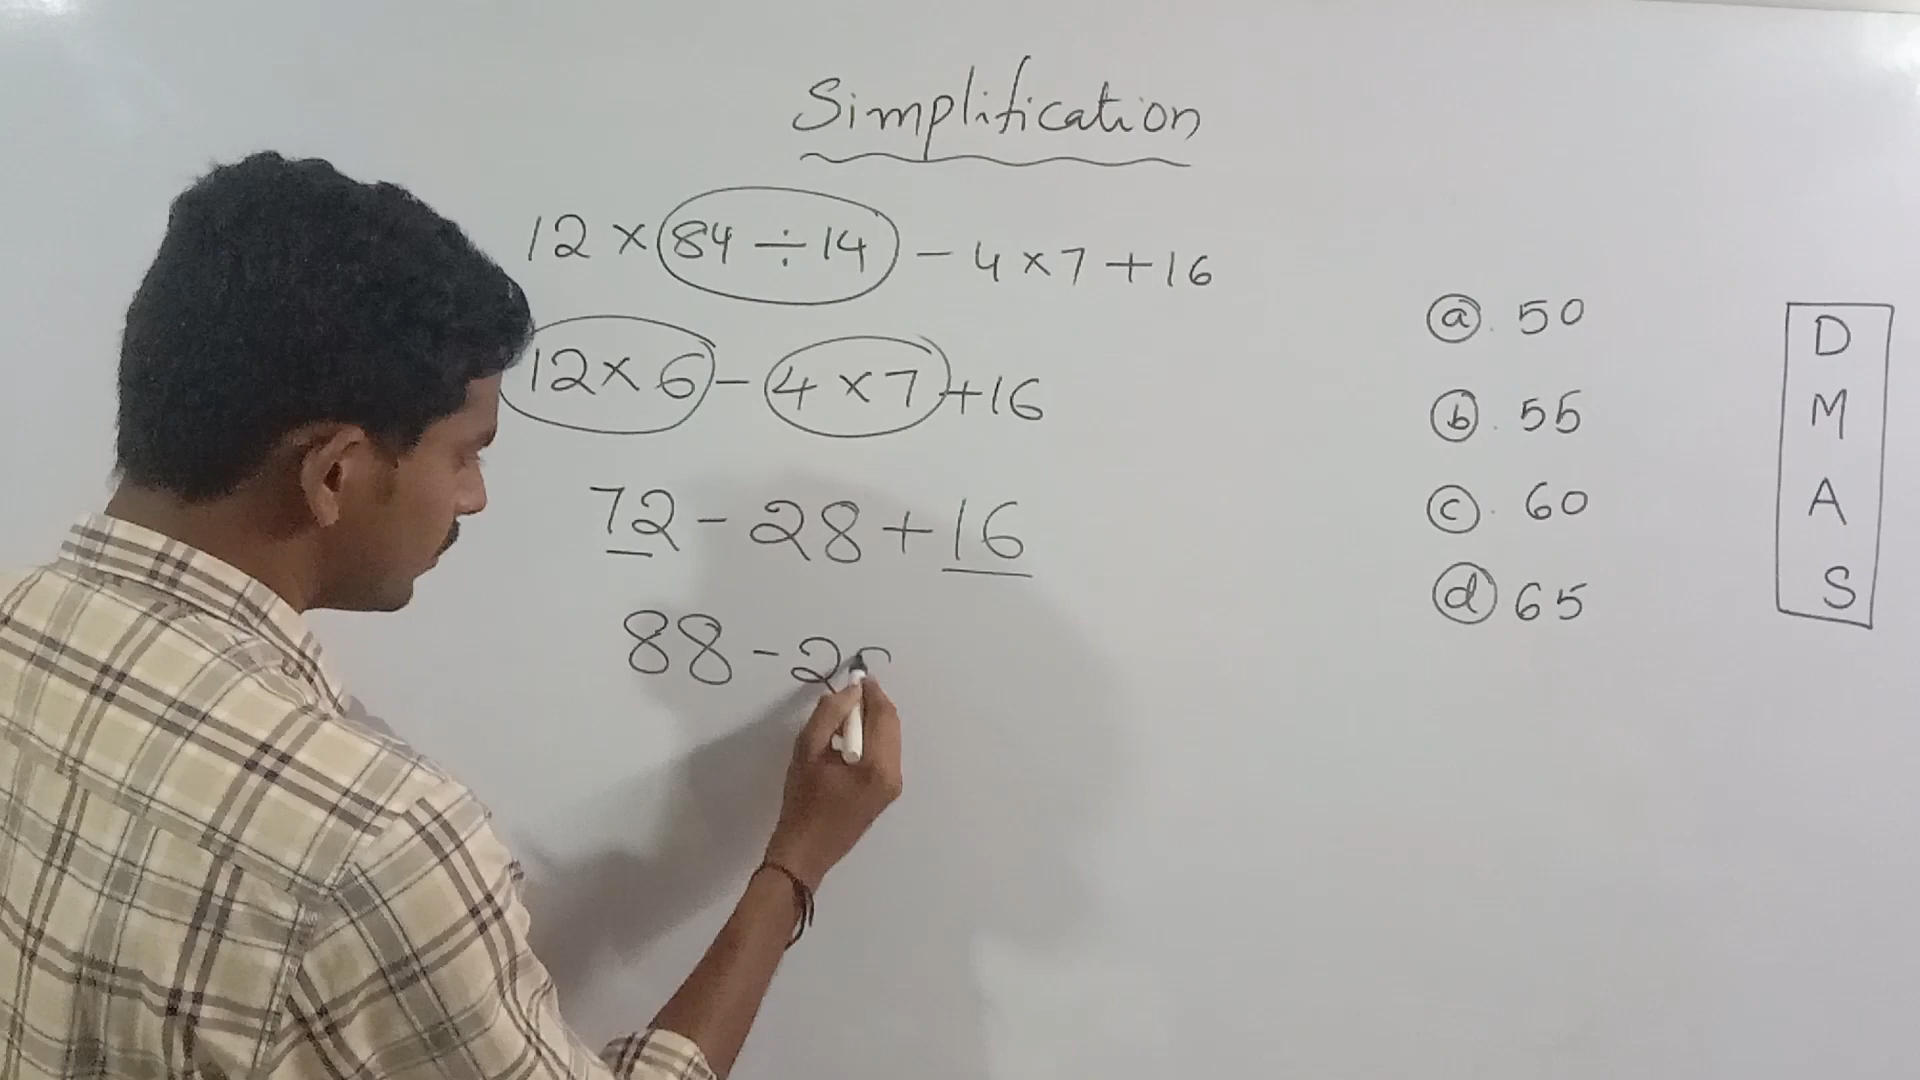 Simplification
12 × 84 ÷ 14 - 4 × 7 + 16
12 × 6 - 4 × 7 + 16
72 - 28 + 16
88 - 2
ⓐ. 50
ⓑ. 55
ⓒ. 60
ⓓ 65
D
M
A
S